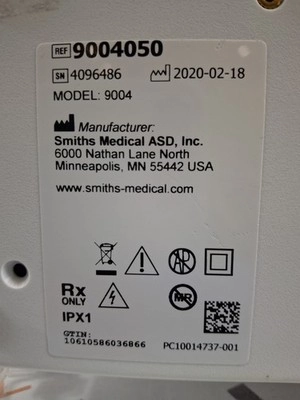 REF 9004050
SN 4096486 2020-02-18
MODEL: 9004
Manufacturer:
Smiths Medical ASD, Inc.
6000 Nathan Lane North
Minneapolis, MN 55442 USA
www.smiths-medical.com
Rx
ONLY
MR
IPX1
GTIN:
10610586036866
PC10014737-001